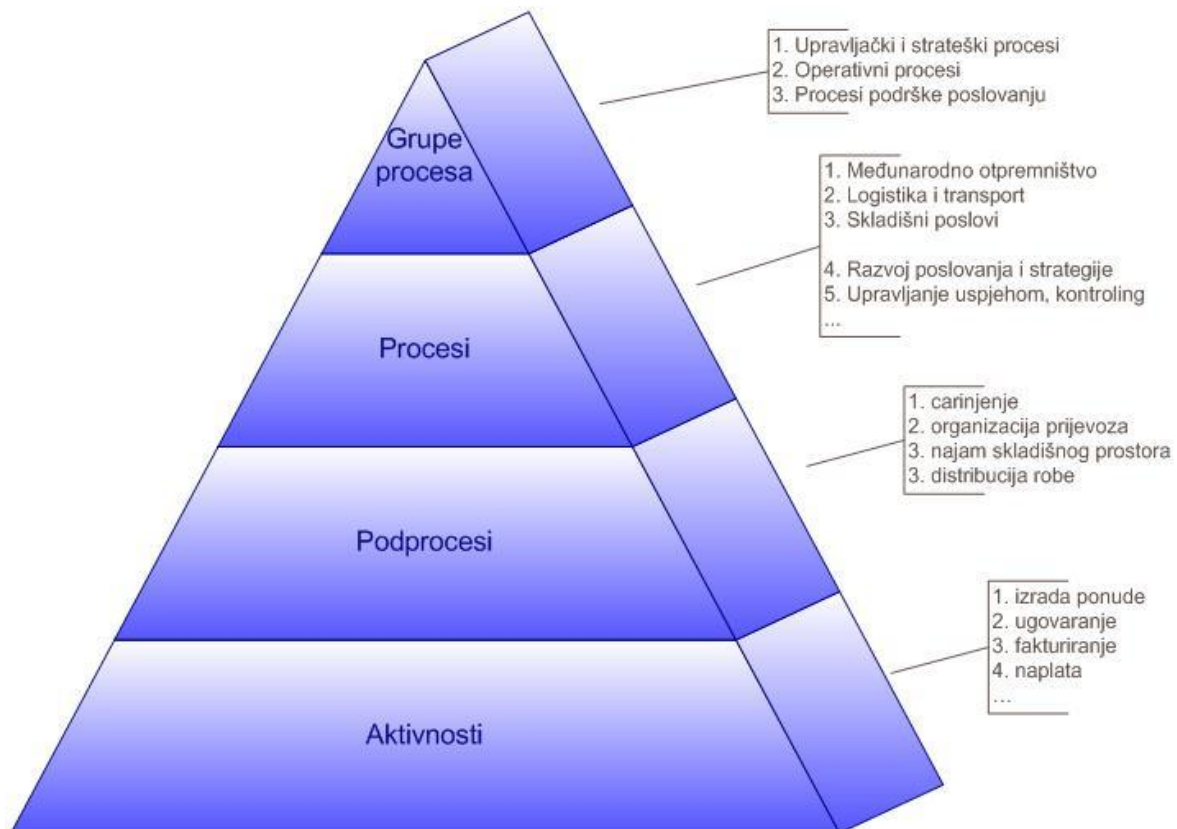 Grupe
procesa
1. Upravljački i strateški procesi
2. Operativni procesi
3. Procesi podrške poslovanju
Procesi
1. Međunarodno otpremništvo
2. Logistika i transport
3. Skladišni poslovi
4. Razvoj poslovanja i strategije
5. Upravljanje uspjehom, kontroling
...
Podprocesi
1. carinjenje
2. organizacija prijevoza
3. najam skladišnog prostora
3. distribucija robe
Aktivnosti
1. izrada ponude
2. ugovaranje
3. fakturiranje
4. naplata
...